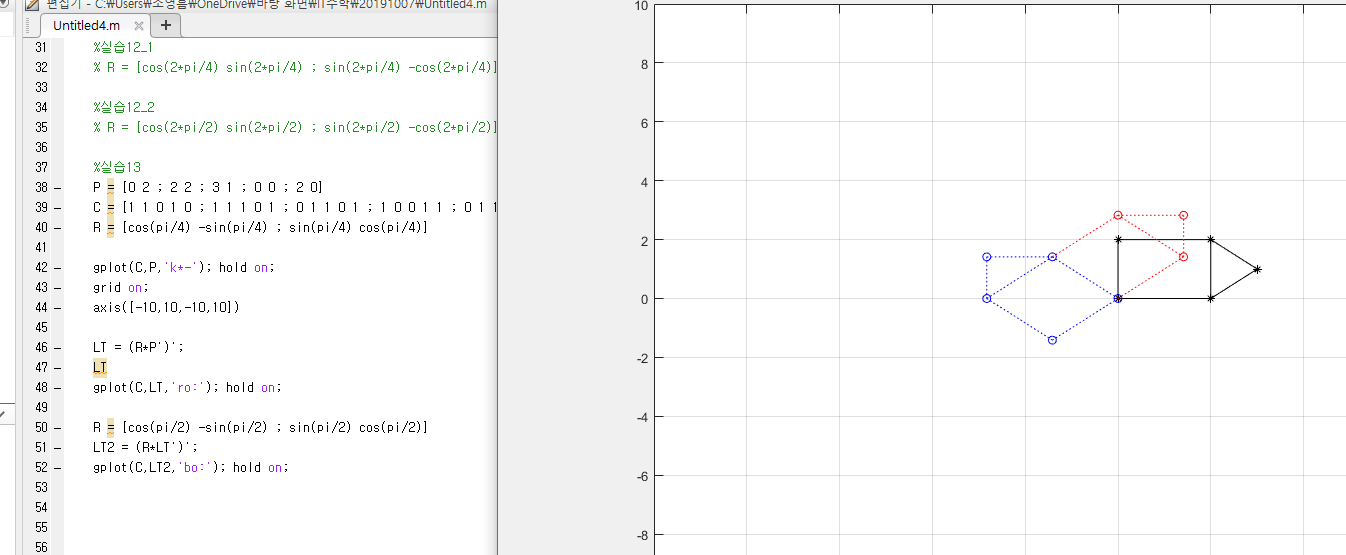 편집기 - C:\Users\소영흠\OneDrive\바탕 화면\IT수학\20191007\Untitled4.m
Untitled4.m
31 %실습12_1
32 % R = [cos(2*pi/4) sin(2*pi/4) ; sin(2*pi/4) -cos(2*pi/4)]
33
34 %실습12_2
35 % R = [cos(2*pi/2) sin(2*pi/2) ; sin(2*pi/2) -cos(2*pi/2)]
36
37 %실습13
38 – P = [0 2 ; 2 2 ; 3 1 ; 0 0 ; 2 0]
39 – C = [1 1 0 1 0 ; 1 1 1 0 1 ; 0 1 1 0 1 ; 1 0 0 1 1 ; 0 1 1
40 – R = [cos(pi/4) -sin(pi/4) ; sin(pi/4) cos(pi/4)]
41
42 – gplot(C,P,'k*-'); hold on;
43 – grid on;
44 – axis([-10,10,-10,10])
45
46 – LT = (R*P')';
47 – LT
48 – gplot(C,LT,'ro:'); hold on;
49
50 – R = [cos(pi/2) -sin(pi/2) ; sin(pi/2) cos(pi/2)]
51 – LT2 = (R*LT')';
52 – gplot(C,LT2,'bo:'); hold on;
53
54
55
56
10
8
6
4
2
0
-2
-4
-6
-8